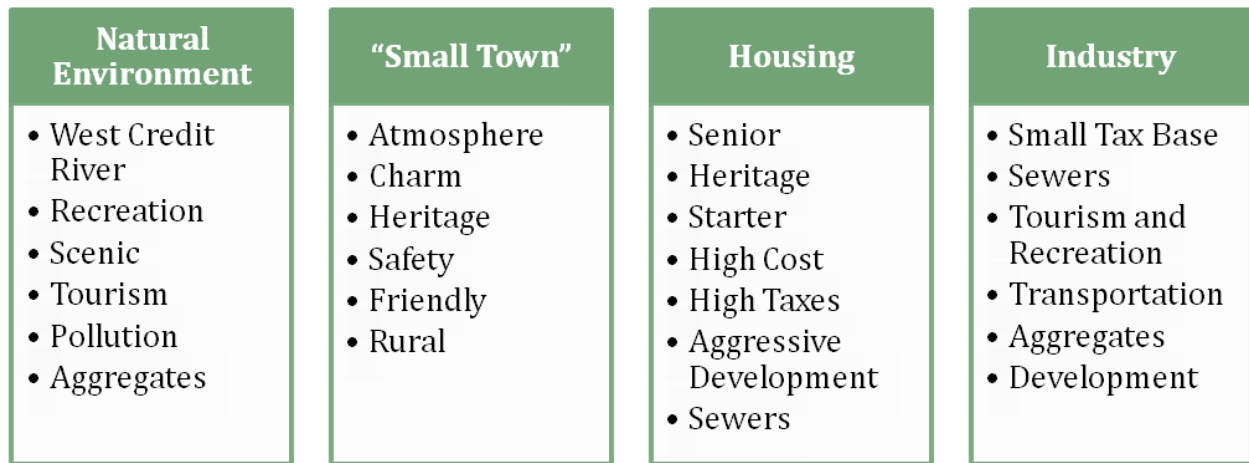 Natural
Environment
• West Credit
River
• Recreation
• Scenic
• Tourism
• Pollution
• Aggregates
“Small Town”
• Atmosphere
• Charm
• Heritage
• Safety
• Friendly
• Rural
Housing
• Senior
• Heritage
• Starter
• High Cost
• High Taxes
• Aggressive
Development
• Sewers
Industry
• Small Tax Base
• Sewers
• Tourism and
Recreation
• Transportation
• Aggregates
• Development